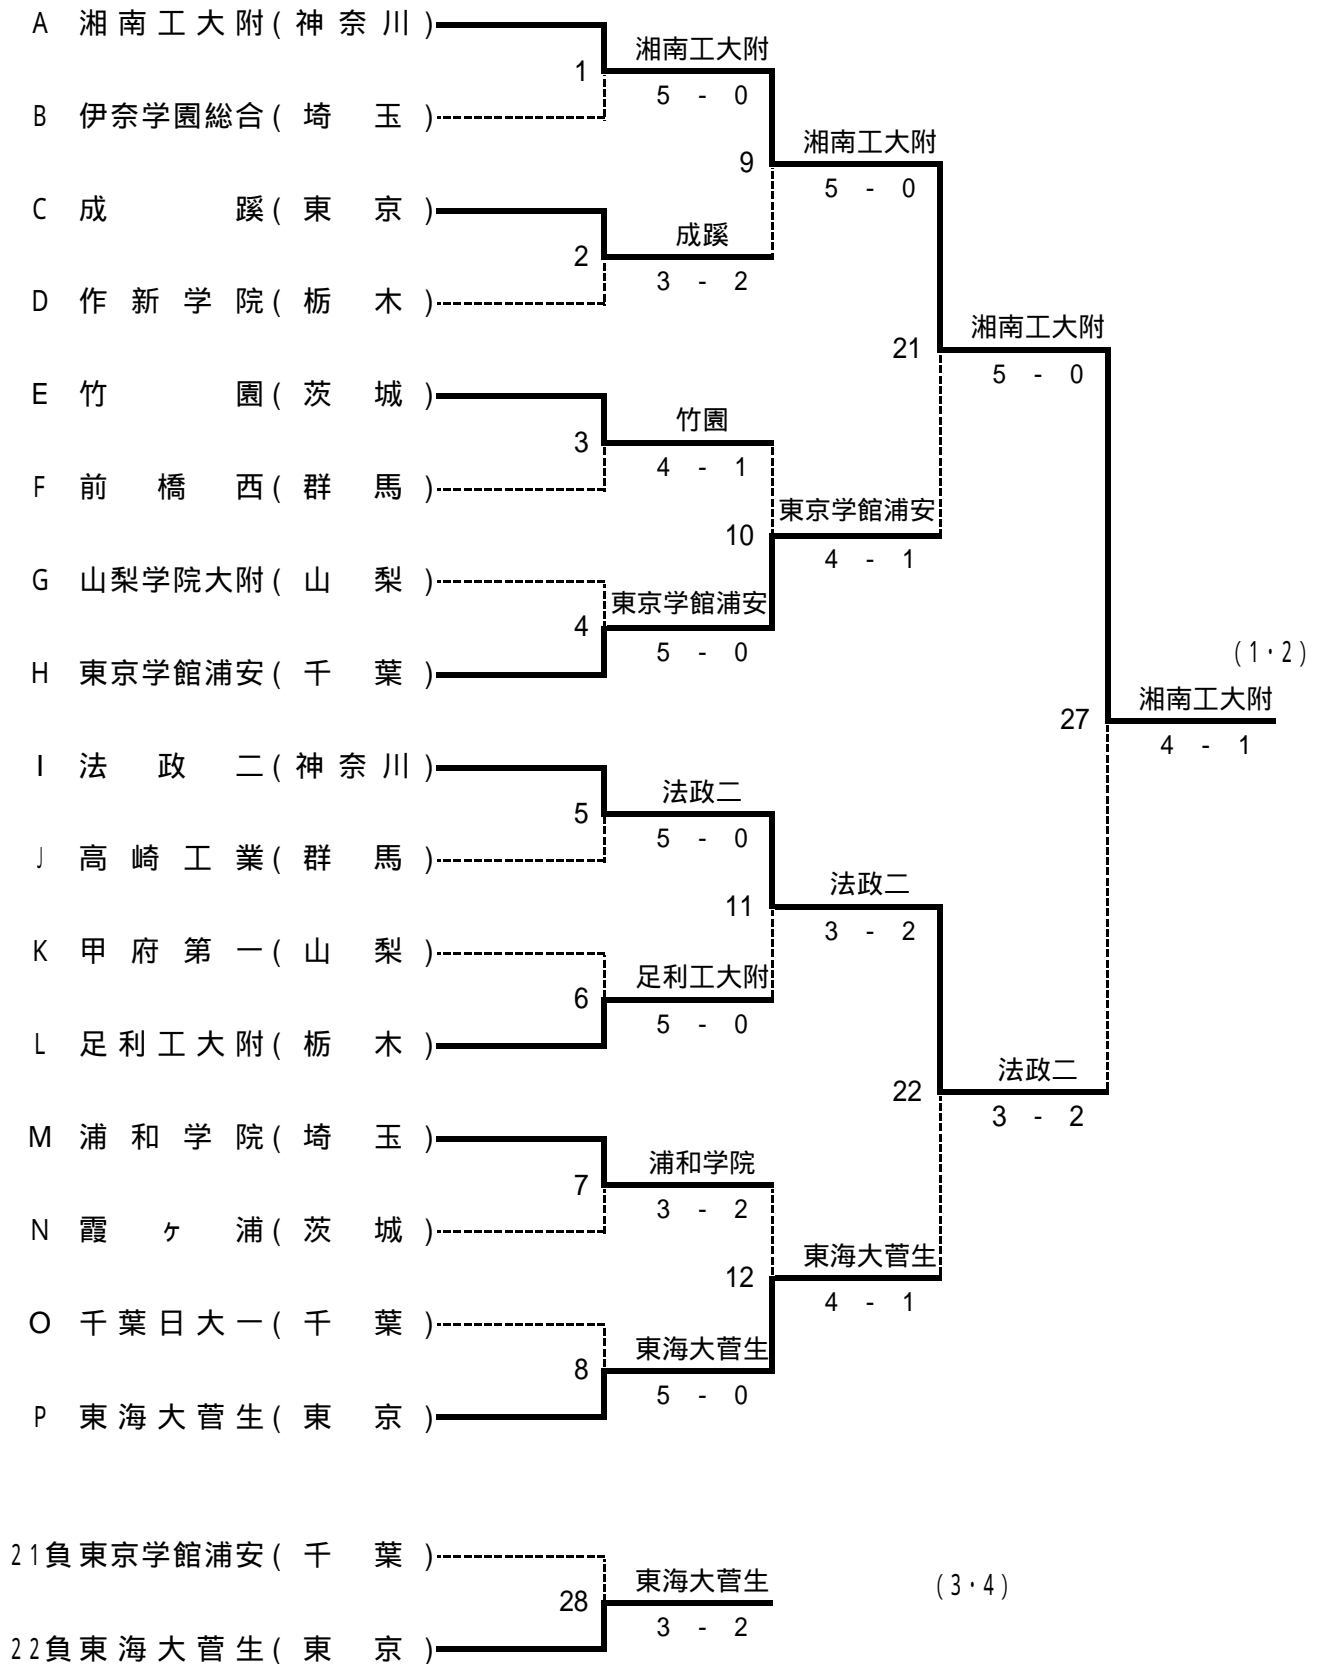 A 湘南工大附(神奈川)
湘南工大附
1
5 - 0
B 伊奈学園総合(埼玉)
湘南工大附
9
5 - 0
C 成蹊(東京)
成蹊
2
3 - 2
D 作新学院(栃木)
湘南工大附
21
5 - 0
E 竹園(茨城)
竹園
3
4 - 1
F 前橋西(群馬)
東京学館浦安
10
4 - 1
G 山梨学院大附(山梨)
東京学館浦安
4
5 - 0
H 東京学館浦安(千葉)
(1・2)
湘南工大附
27
4 - 1
I 法政二(神奈川)
法政二
5
5 - 0
J 高崎工業(群馬)
法政二
11
3 - 2
K 甲府第一(山梨)
足利工大附
6
5 - 0
L 足利工大附(栃木)
法政二
22
3 - 2
M 浦和学院(埼玉)
浦和学院
7
3 - 2
N 霞ヶ浦(茨城)
東海大菅生
12
4 - 1
O 千葉日大一(千葉)
東海大菅生
8
5 - 0
P 東海大菅生(東京)
21負東京学館浦安(千葉)
東海大菅生
(3・4)
28
3 - 2
22負東海大菅生(東京)